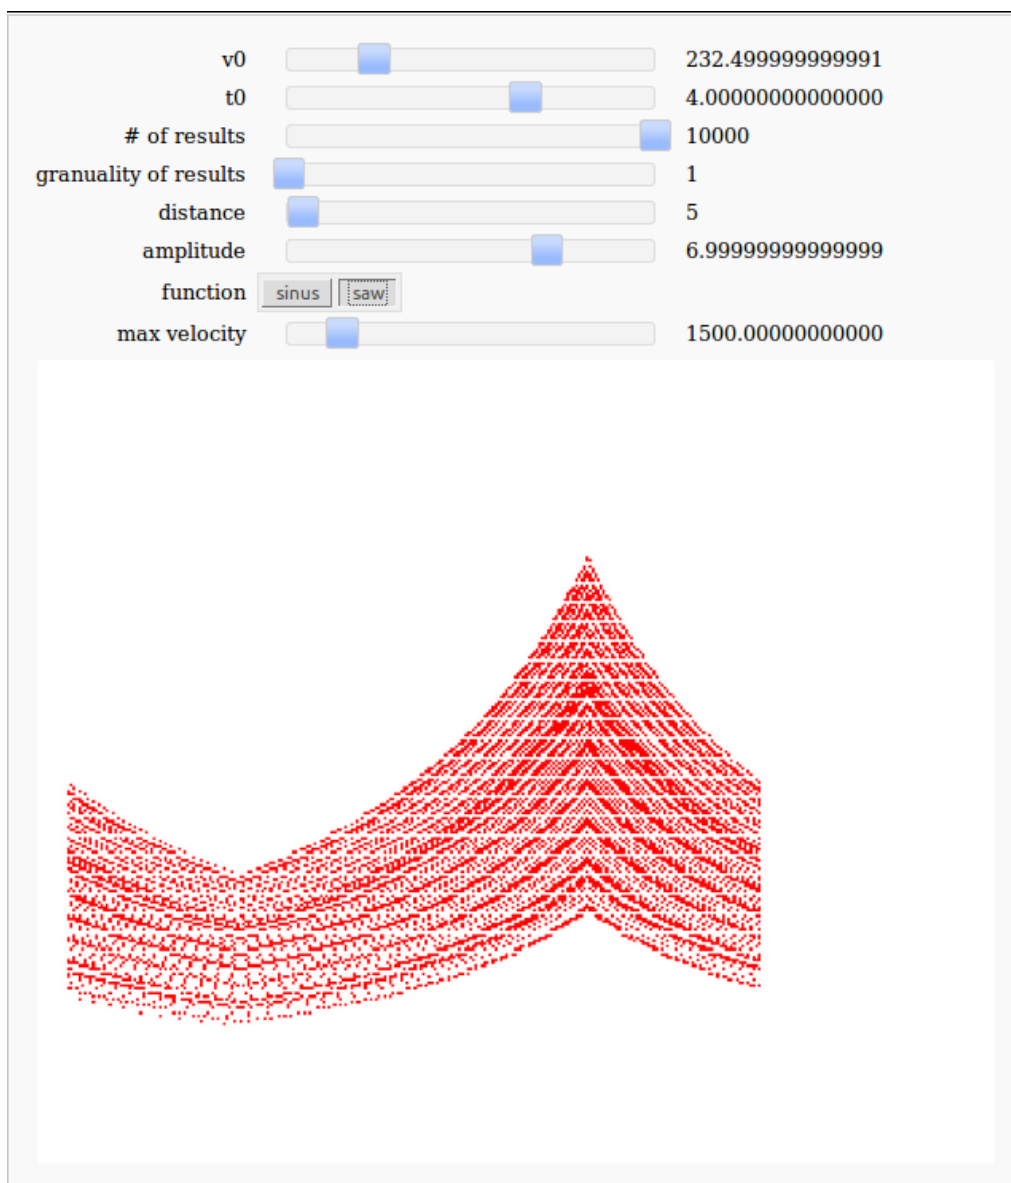 v0 232.499999999991
t0 4.00000000000000
# of results 10000
granuality of results 1
distance 5
amplitude 6.99999999999999
function sinus saw
max velocity 1500.00000000000